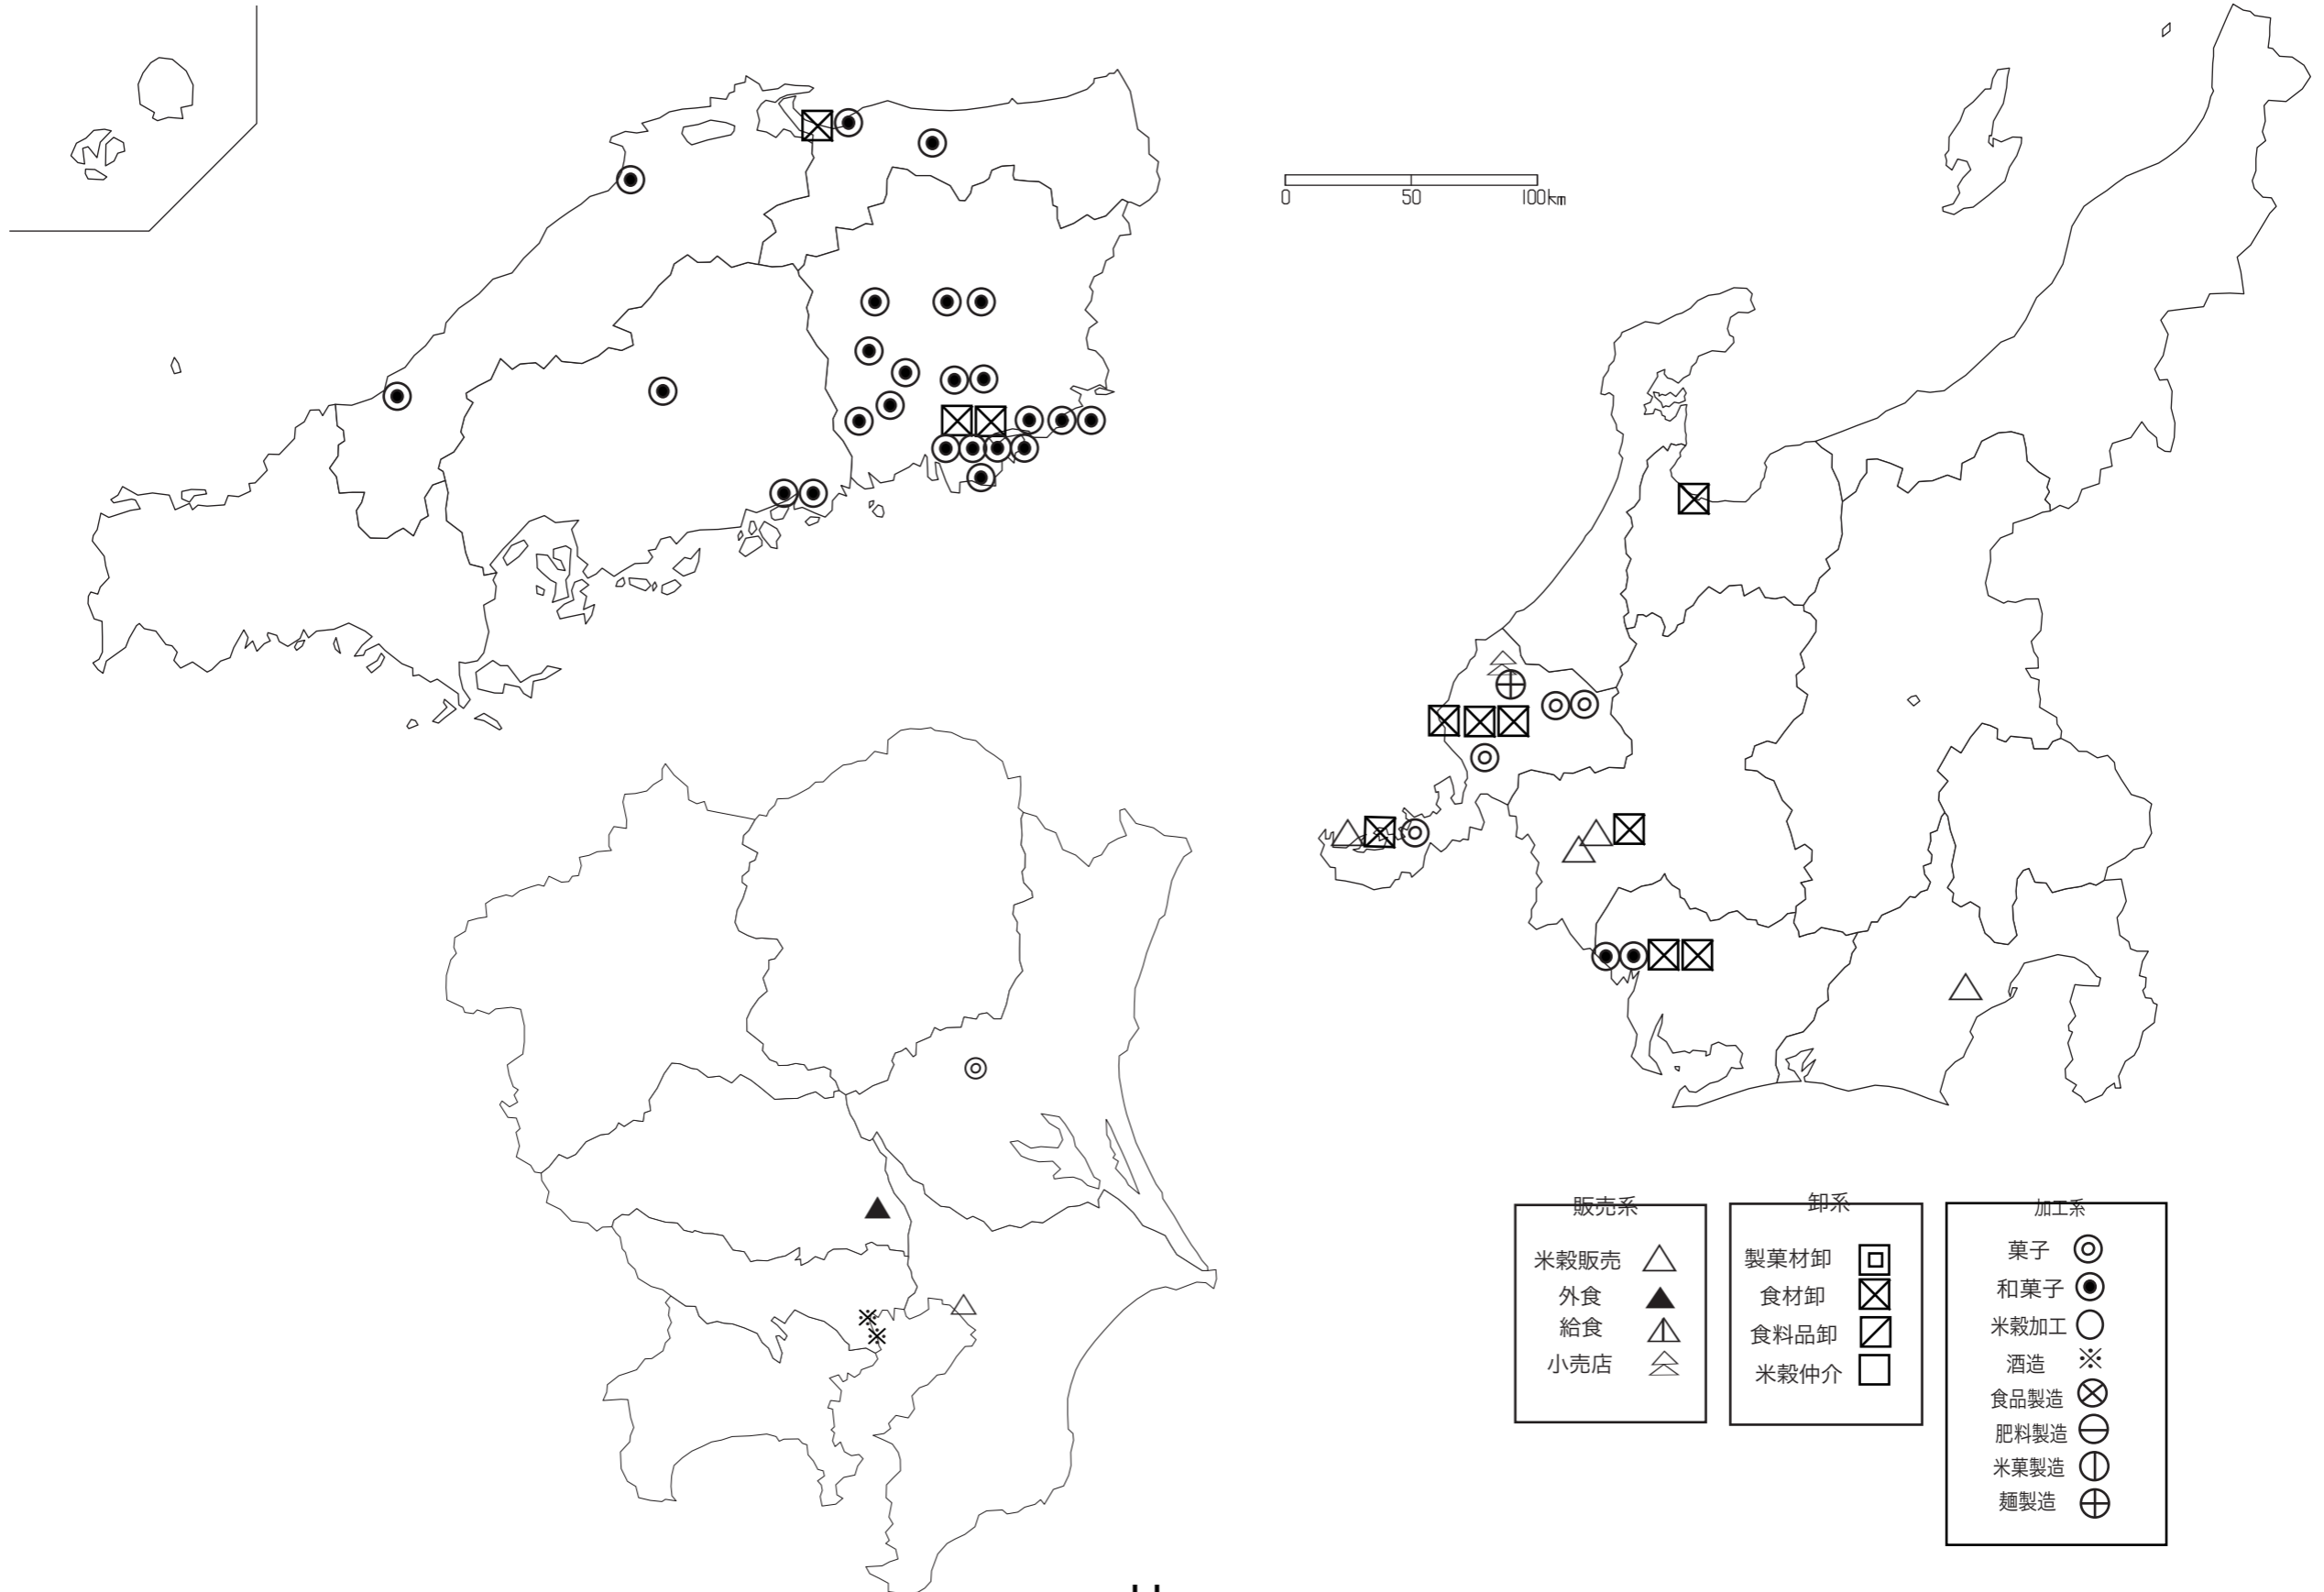 0 50 100km
販売系
米穀販売
外食
給食
小売店
卸系
製菓材卸
食材卸
食料品卸
米穀仲介
加工系
菓子
和菓子
米穀加工
酒造
食品製造
肥料製造
米菓製造
麺製造